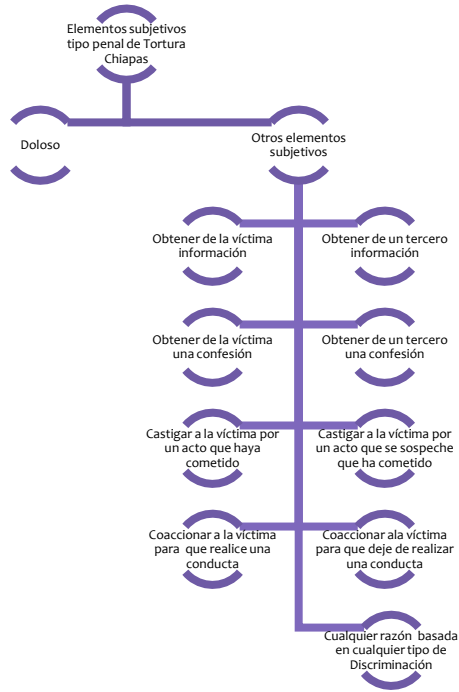 Elementos subjetivos
tipo penal de Tortura
Chiapas
Doloso
Otros elementos
subjetivos
Obtener de la víctima
información
Obtener de un tercero
información
Obtener de la víctima
una confesión
Obtener de un tercero
una confesión
Castigar a la víctima por
un acto que haya
cometido
Castigar a la víctima por
un acto que se sospeche
que ha cometido
Coaccionar a la víctima
para que realice una
conducta
Coaccionar ala víctima
para que deje de realizar
una conducta
Cualquier razón basada
en cualquier tipo de
Discriminación